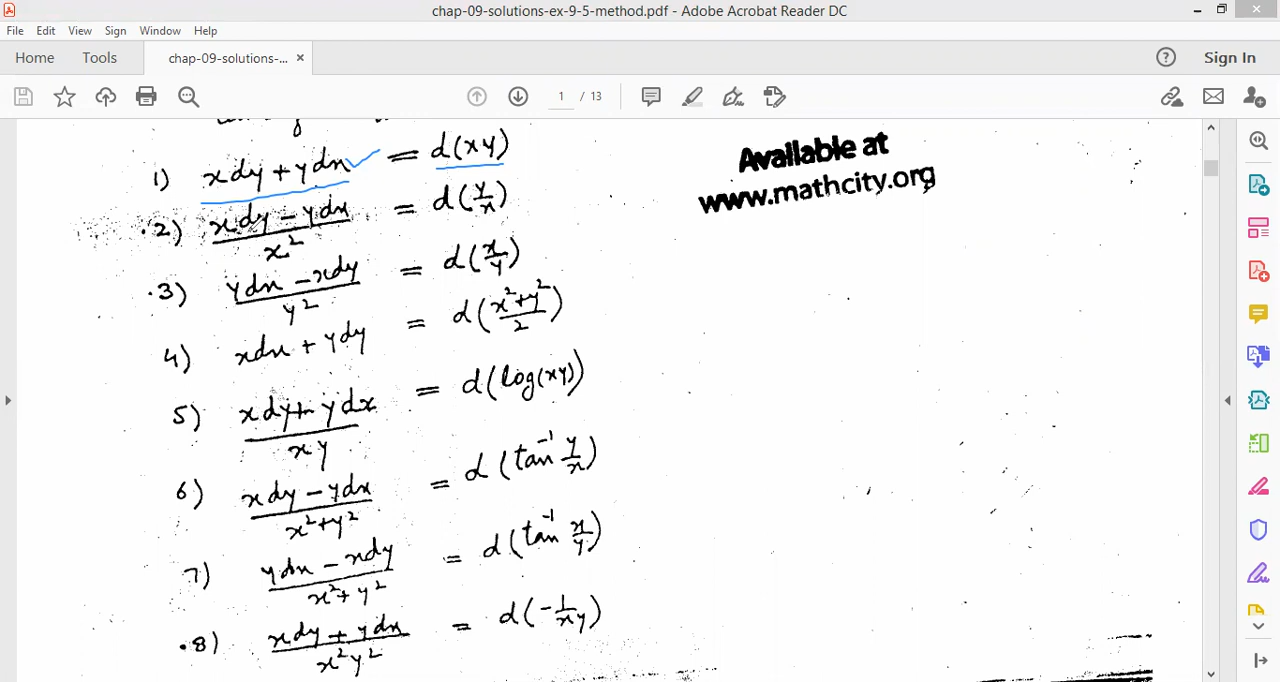 chap-09-solutions-ex-9-5-method.pdf - Adobe Acrobat Reader DC
File Edit View Sign Window Help
Home Tools chap-09-solutions-... × Sign In
1 / 13
Available at
www.mathcity.org
1) xdy + ydx = d(xy)
2) (xdy - ydx)/x² = d(y/x)
3) (ydx - xdy)/y² = d(x/y)
4) xdx + ydy = d((x²+y²)/2)
5) (xdy + ydx)/xy = d(log(xy))
6) (xdy - ydx)/(x²+y²) = d(tan⁻¹ y/x)
7) (ydx - xdy)/(x²+y²) = d(tan⁻¹ x/y)
8) (xdy + ydx)/x²y² = d(-1/xy)